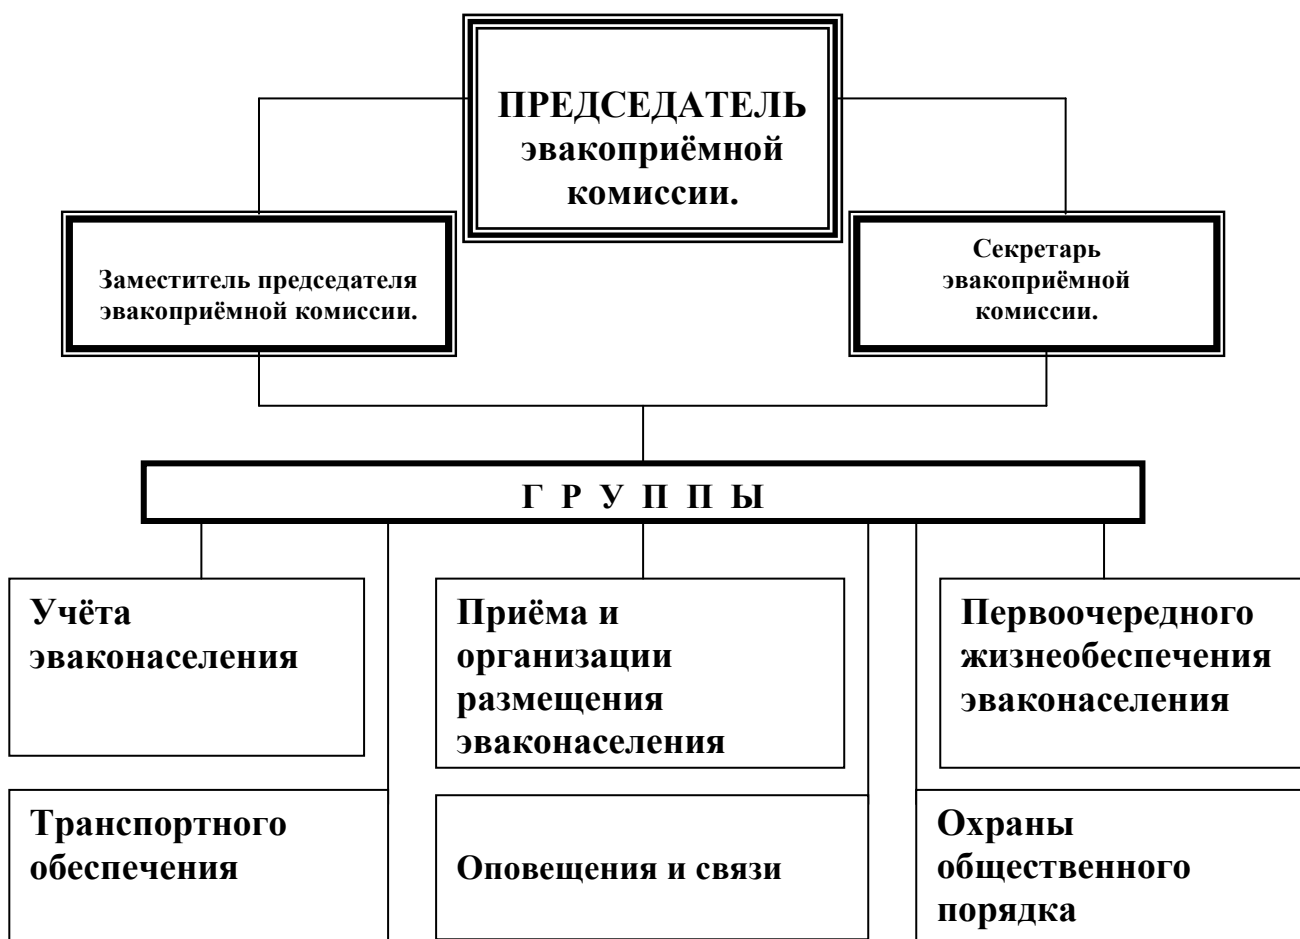 ПРЕДСЕДАТЕЛЬ
эвакоприёмной
комиссии.
Заместитель председателя
эвакоприёмной комиссии.
Секретарь
эвакоприёмной
комиссии.
Г Р У П П Ы
Учёта
эваконаселения
Приёма и
организации
размещения
эваконаселения
Первоочередного
жизнеобеспечения
эваконаселения
Транспортного
обеспечения
Оповещения и связи
Охраны
общественного
порядка